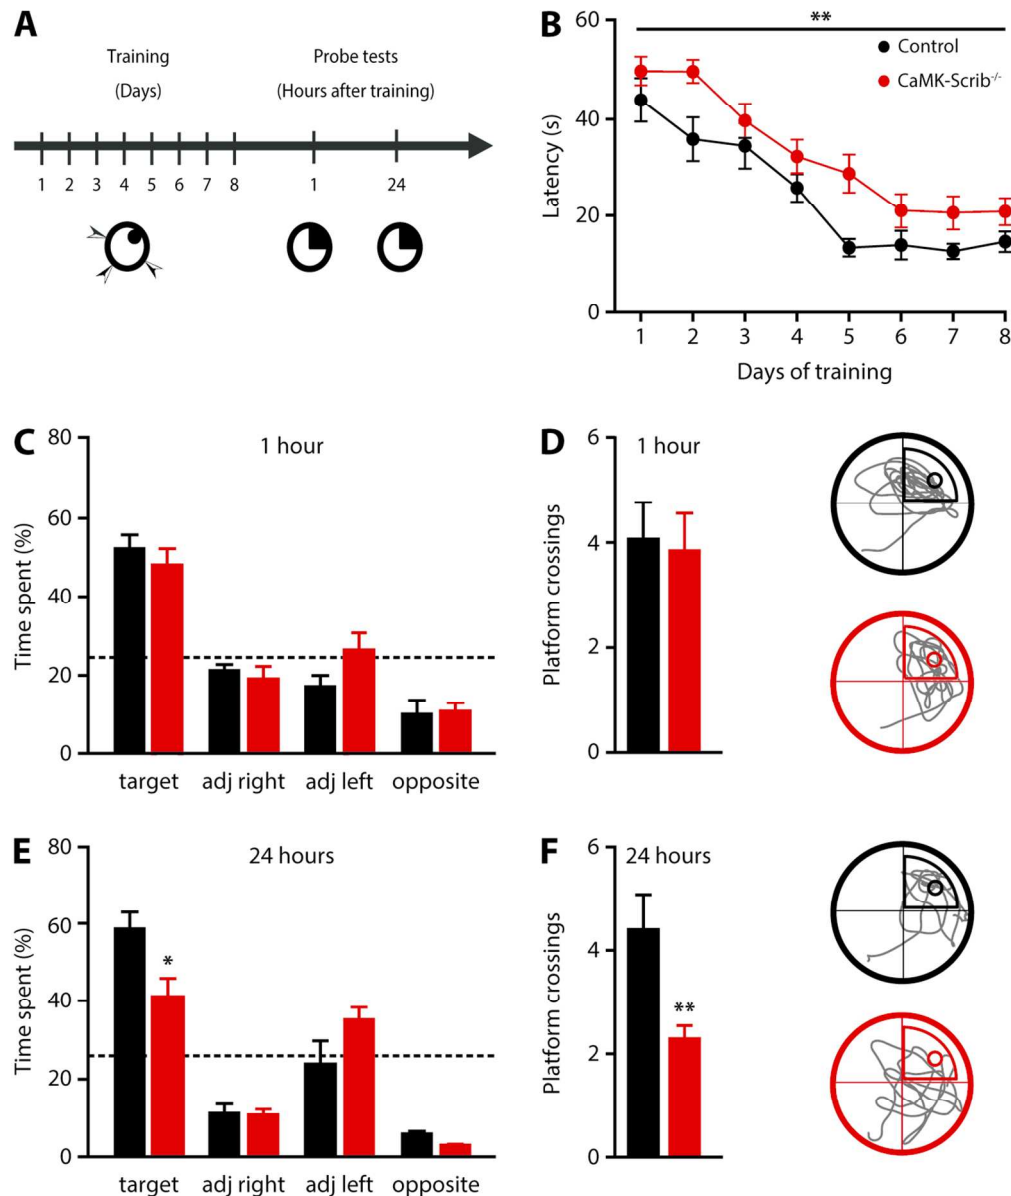 A
Training
(Days)
Probe tests
(Hours after training)
1 2 3 4 5 6 7 8 1 24
B
**
Control
CaMK-Scrib-/-
Latency (s)
60
40
20
0
1 2 3 4 5 6 7 8
Days of training
C
1 hour
Time spent (%)
80
60
40
20
0
target adj right adj left opposite
D
1 hour
Platform crossings
6
4
2
0
E
24 hours
Time spent (%)
80
60
40
20
0
*
target adj right adj left opposite
F
24 hours
Platform crossings
6
4
2
0
**